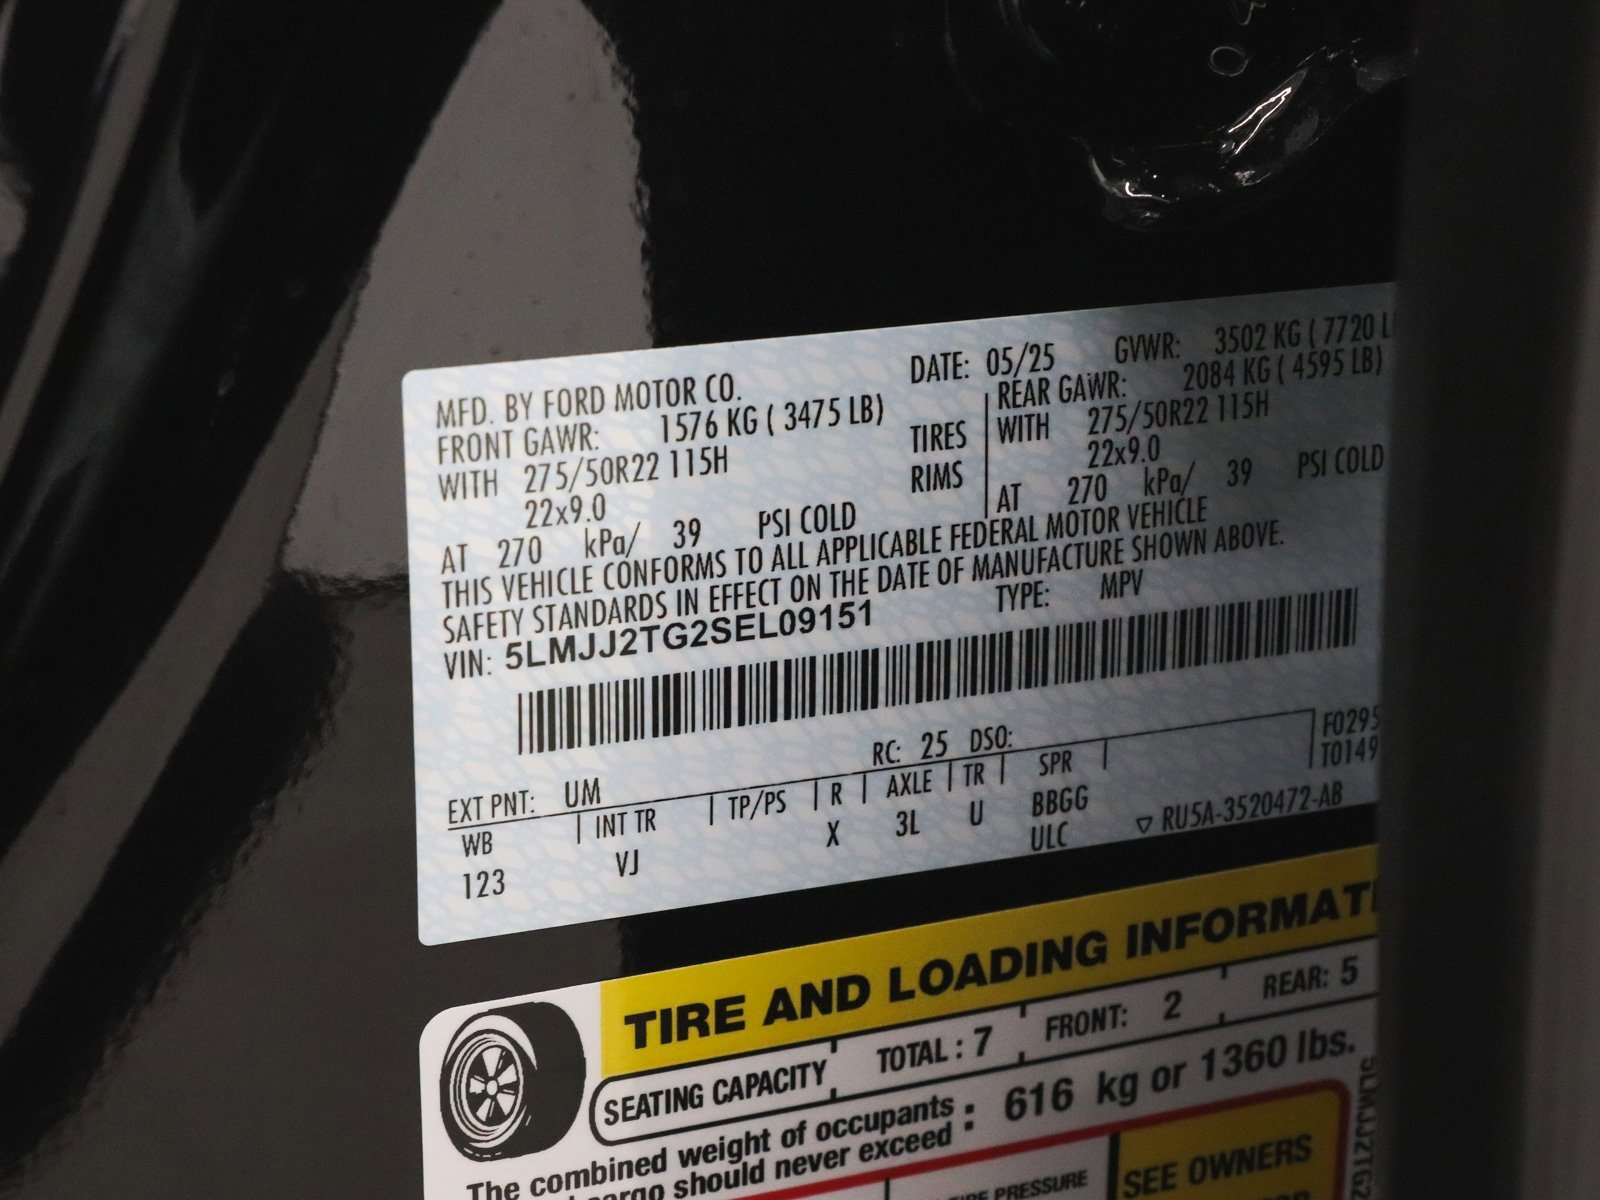 MFD. BY FORD MOTOR CO. DATE: 05/25 GVWR: 3502 KG ( 7720 L
FRONT GAWR: 1576 KG ( 3475 LB) REAR GAWR: 2084 KG ( 4595 LB)
WITH 275/50R22 115H TIRES WITH 275/50R22 115H
22x9.0 RIMS 22x9.0
AT 270 kPa/ 39 PSI COLD AT 270 kPa/ 39 PSI COLD
THIS VEHICLE CONFORMS TO ALL APPLICABLE FEDERAL MOTOR VEHICLE
SAFETY STANDARDS IN EFFECT ON THE DATE OF MANUFACTURE SHOWN ABOVE.
VIN: 5LMJJ2TG2SEL09151 TYPE: MPV
EXT PNT: UM RC: 25 DSO: F0295
WB INT TR TP/PS R AXLE TR SPR T0149
123 VJ X 3L U BBGG
ULC ▽ RU5A-3520472-AB
TIRE AND LOADING INFORMATI
SEATING CAPACITY TOTAL : 7 FRONT: 2 REAR: 5
The combined weight of occupants
cargo should never exceed : 616 kg or 1360 lbs.
PRESSURE SEE OWNERS
5LMJJ2TG2